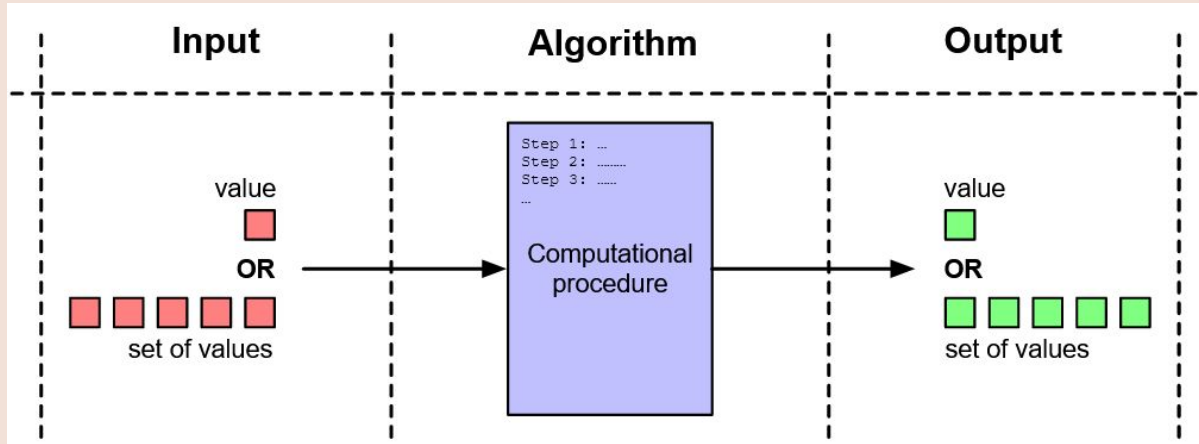 Input
Algorithm
Output
value
OR
set of values
Step 1: …
Step 2: ………
Step 3: ……
…
Computational
procedure
value
OR
set of values